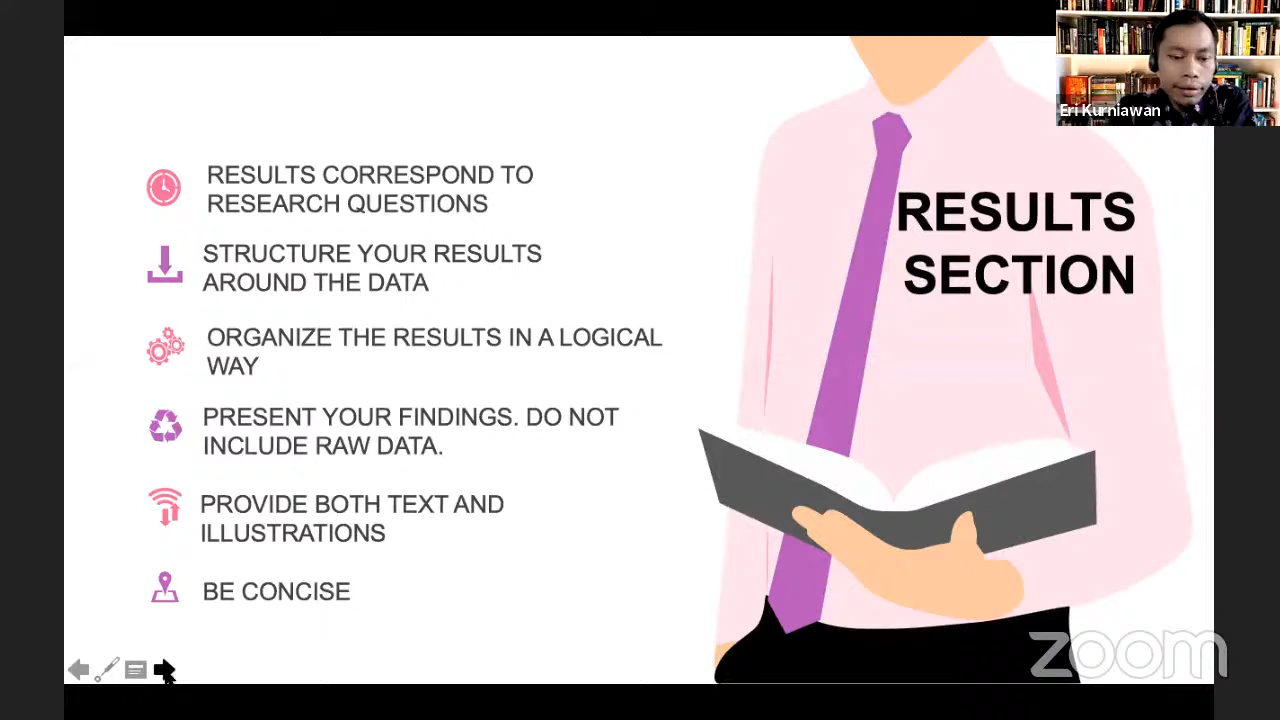 Eri Kurniawan
RESULTS
SECTION
RESULTS CORRESPOND TO
RESEARCH QUESTIONS
STRUCTURE YOUR RESULTS
AROUND THE DATA
ORGANIZE THE RESULTS IN A LOGICAL
WAY
PRESENT YOUR FINDINGS. DO NOT
INCLUDE RAW DATA.
PROVIDE BOTH TEXT AND
ILLUSTRATIONS
BE CONCISE
zoom